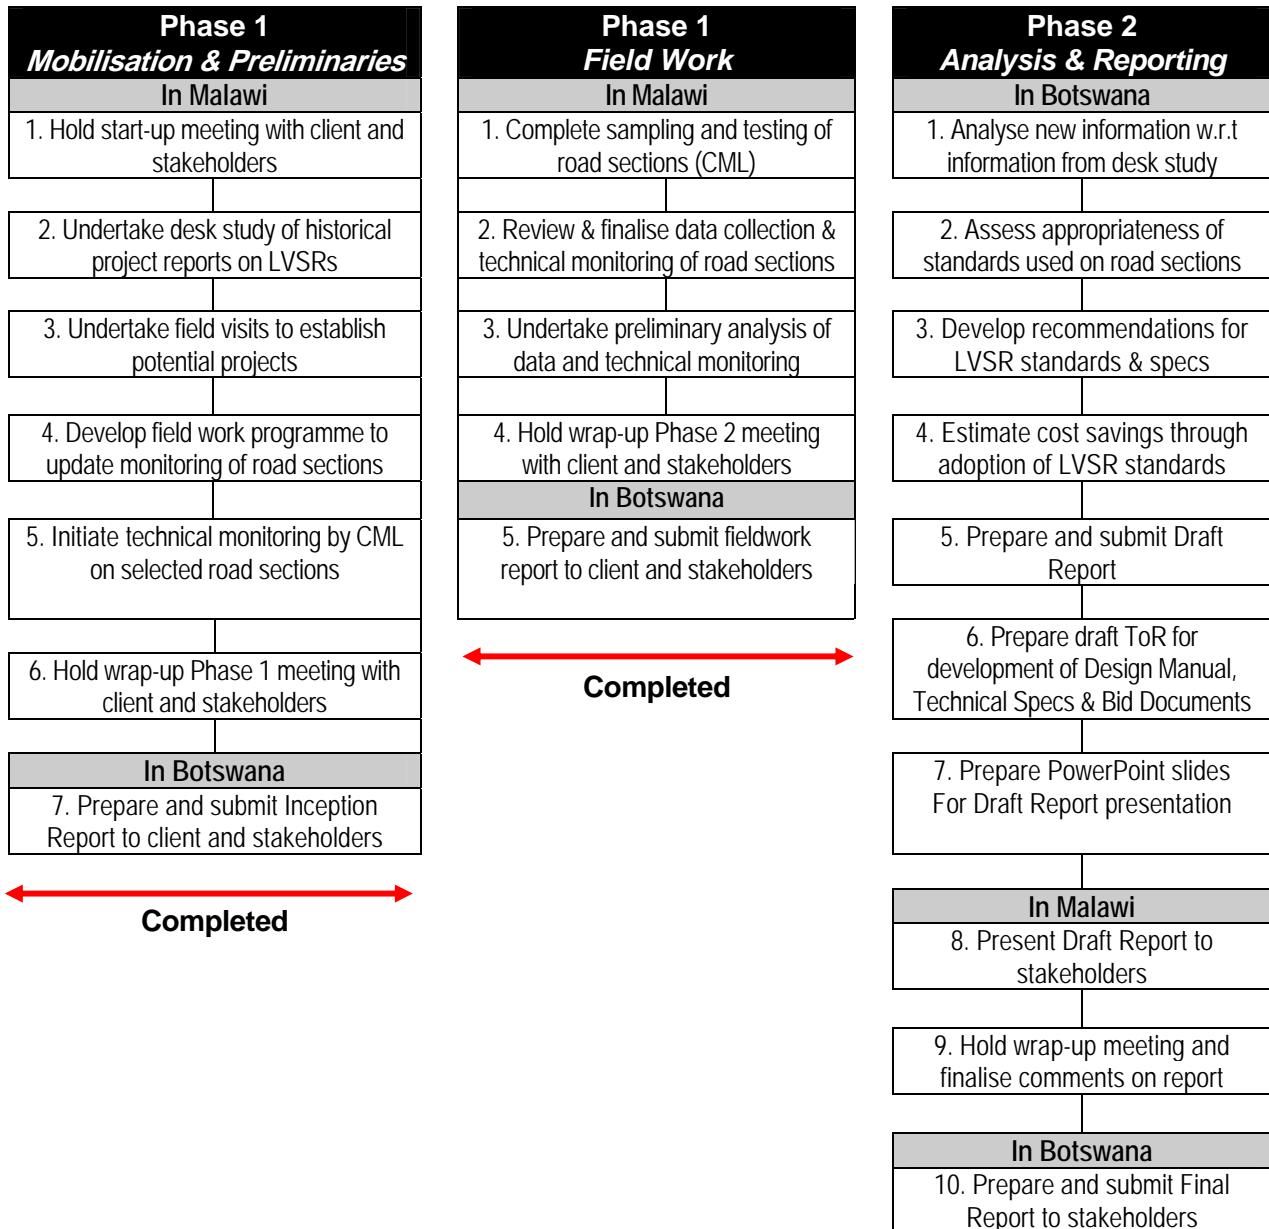 Phase 1
Mobilisation & Preliminaries
In Malawi
1. Hold start-up meeting with client and
stakeholders
2. Undertake desk study of historical
project reports on LVSRs
3. Undertake field visits to establish
potential projects
4. Develop field work programme to
update monitoring of road sections
5. Initiate technical monitoring by CML
on selected road sections
6. Hold wrap-up Phase 1 meeting with
client and stakeholders
In Botswana
7. Prepare and submit Inception
Report to client and stakeholders
Completed
Phase 1
Field Work
In Malawi
1. Complete sampling and testing of
road sections (CML)
2. Review & finalise data collection &
technical monitoring of road sections
3. Undertake preliminary analysis of
data and technical monitoring
4. Hold wrap-up Phase 2 meeting
with client and stakeholders
In Botswana
5. Prepare and submit fieldwork
report to client and stakeholders
Completed
Phase 2
Analysis & Reporting
In Botswana
1. Analyse new information w.r.t
information from desk study
2. Assess appropriateness of
standards used on road sections
3. Develop recommendations for
LVSR standards & specs
4. Estimate cost savings through
adoption of LVSR standards
5. Prepare and submit Draft
Report
6. Prepare draft ToR for
development of Design Manual,
Technical Specs & Bid Documents
7. Prepare PowerPoint slides
For Draft Report presentation
In Malawi
8. Present Draft Report to
stakeholders
9. Hold wrap-up meeting and
finalise comments on report
In Botswana
10. Prepare and submit Final
Report to stakeholders